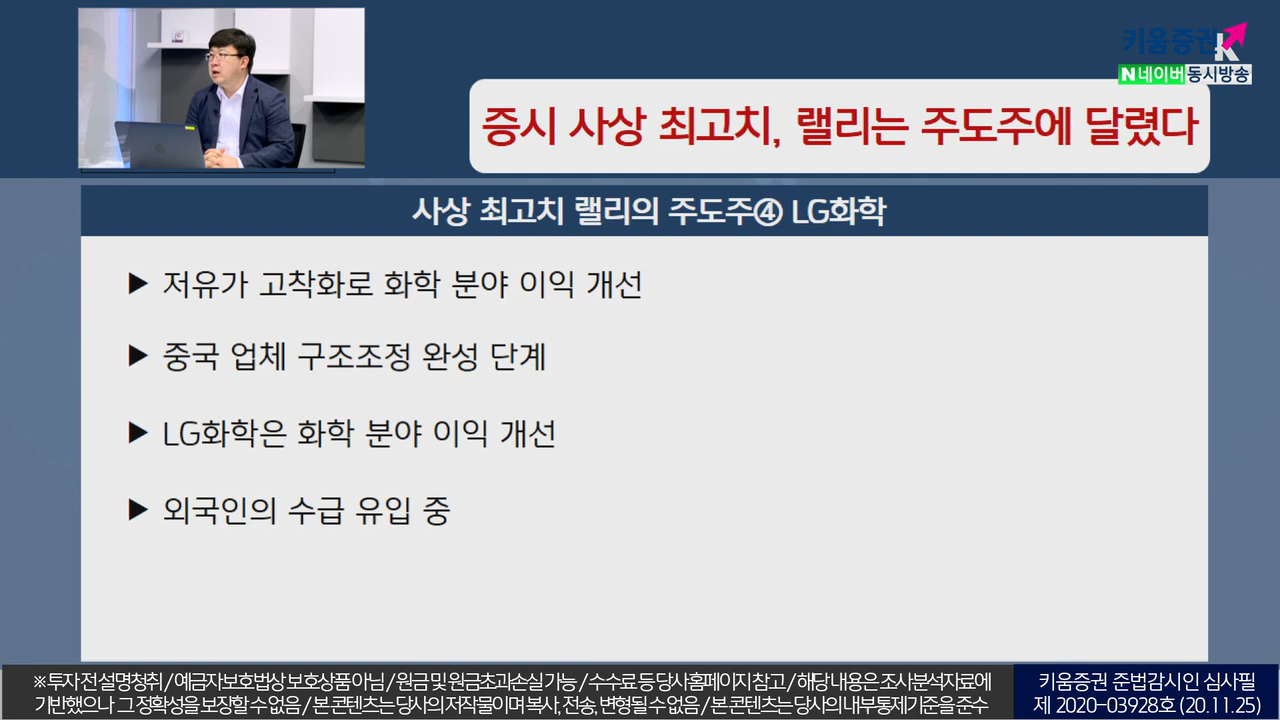 키움증권
N 네이버 동시방송
증시 사상 최고치, 랠리는 주도주에 달렸다
사상 최고치 랠리의 주도주④ LG화학
▶ 저유가 고착화로 화학 분야 이익 개선
▶ 중국 업체 구조조정 완성 단계
▶ LG화학은 화학 분야 이익 개선
▶ 외국인의 수급 유입 중
※ 투자 전 설명청취 / 예금자보호법상 보호상품 아님 / 원금 및 원금초과손실 가능 / 수수료 등 당사홈페이지 참고 / 해당 내용은 조사분석자료에
기반했으나 그 정확성을 보장할 수 없음 / 본 콘텐츠는 당사의 저작물이며 복사, 전송, 변형될 수 없음 / 본 콘텐츠는 당사의 내부통제기준을 준수
키움증권 준법감시인 심사필
제 2020-03928호 (20.11.25)